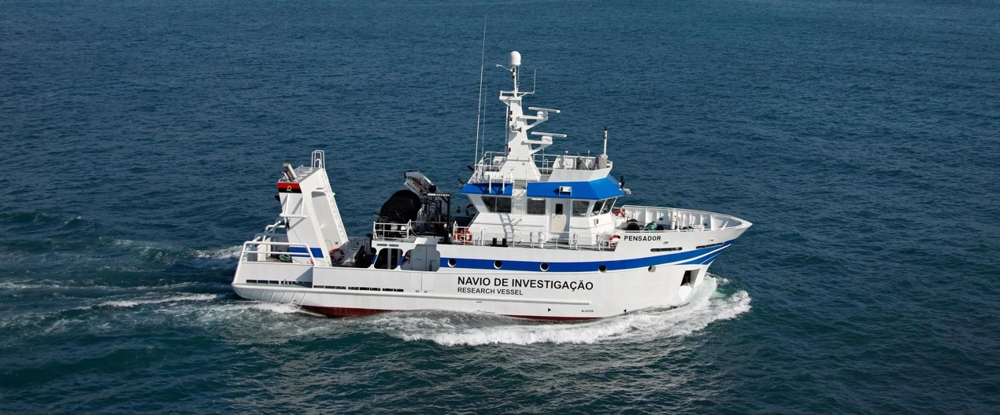 PENSADOR
NAVIO DE INVESTIGAÇÃO
RESEARCH VESSEL